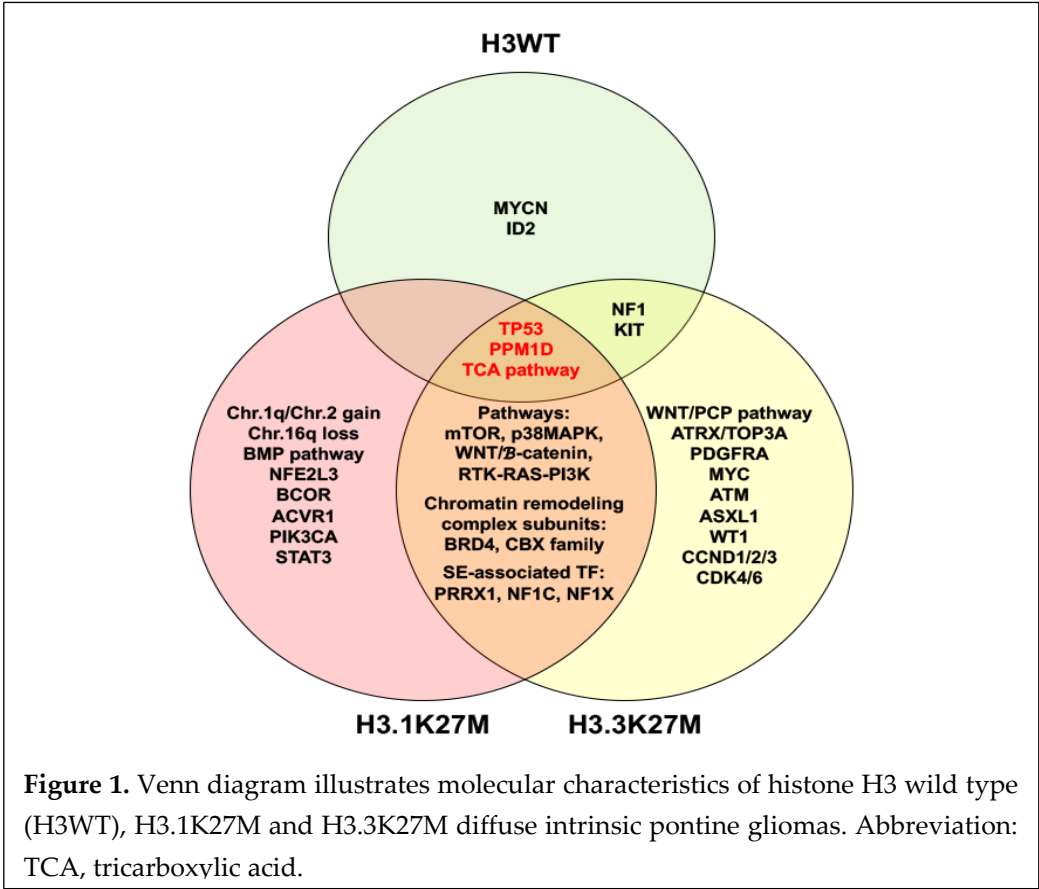 H3WT
MYCN
ID2
NF1
KIT
TP53
PPM1D
TCA pathway
Chr.1q/Chr.2 gain
Chr.16q loss
BMP pathway
NFE2L3
BCOR
ACVR1
PIK3CA
STAT3
Pathways:
mTOR, p38MAPK,
WNT/ℬ-catenin,
RTK-RAS-PI3K
Chromatin remodeling
complex subunits:
BRD4, CBX family
SE-associated TF:
PRRX1, NF1C, NF1X
WNT/PCP pathway
ATRX/TOP3A
PDGFRA
MYC
ATM
ASXL1
WT1
CCND1/2/3
CDK4/6
H3.1K27M
H3.3K27M
Figure 1. Venn diagram illustrates molecular characteristics of histone H3 wild type
(H3WT), H3.1K27M and H3.3K27M diffuse intrinsic pontine gliomas. Abbreviation:
TCA, tricarboxylic acid.